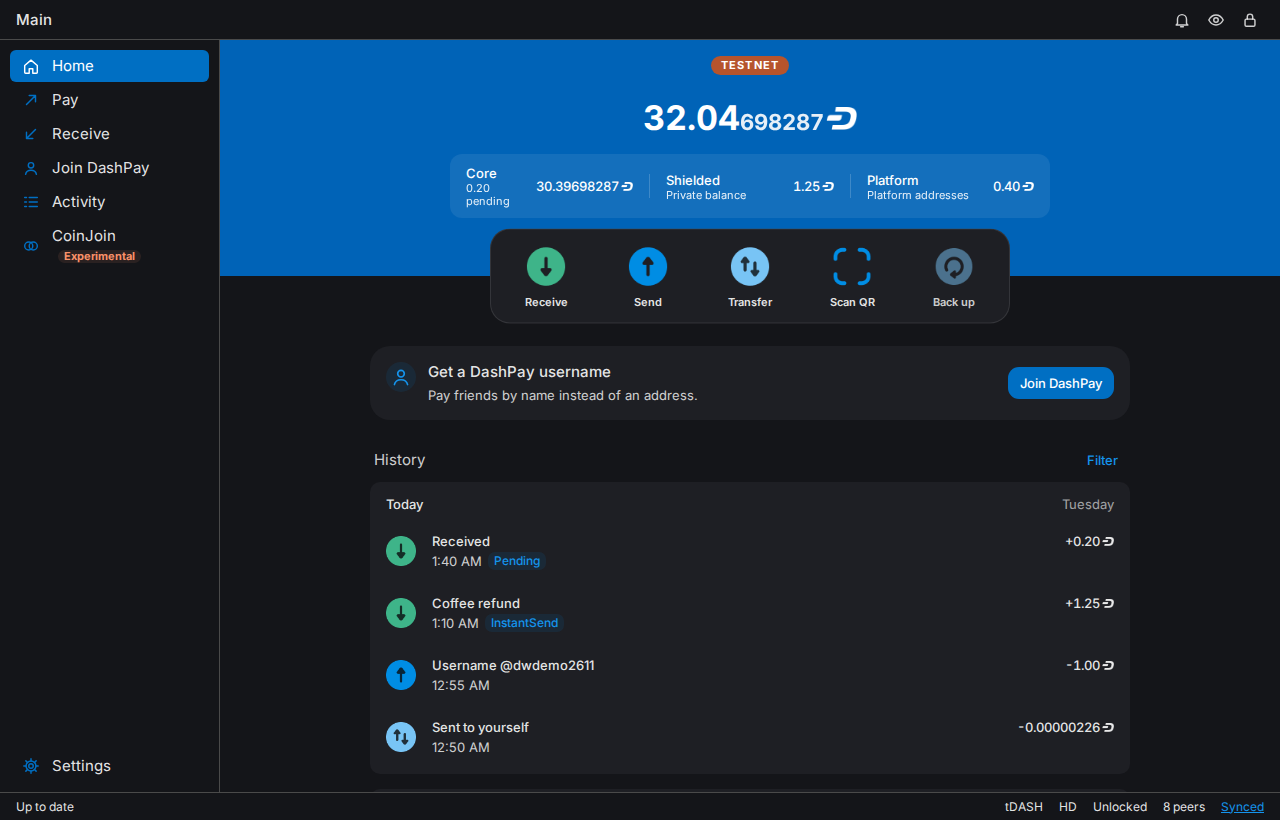 Main
Home
Pay
Receive
Join DashPay
Activity
CoinJoin
Experimental
Settings
TESTNET
32.04698287
Core
0.20
pending
30.39698287
Shielded
Private balance
1.25
Platform
Platform addresses
0.40
Receive
Send
Transfer
Scan QR
Back up
Get a DashPay username
Pay friends by name instead of an address.
Join DashPay
History
Filter
Today
Tuesday
Received
+0.20
1:40 AM Pending
Coffee refund
+1.25
1:10 AM InstantSend
Username @dwdemo2611
-1.00
12:55 AM
Sent to yourself
-0.00000226
12:50 AM
Up to date
tDASH
HD
Unlocked
8 peers
Synced